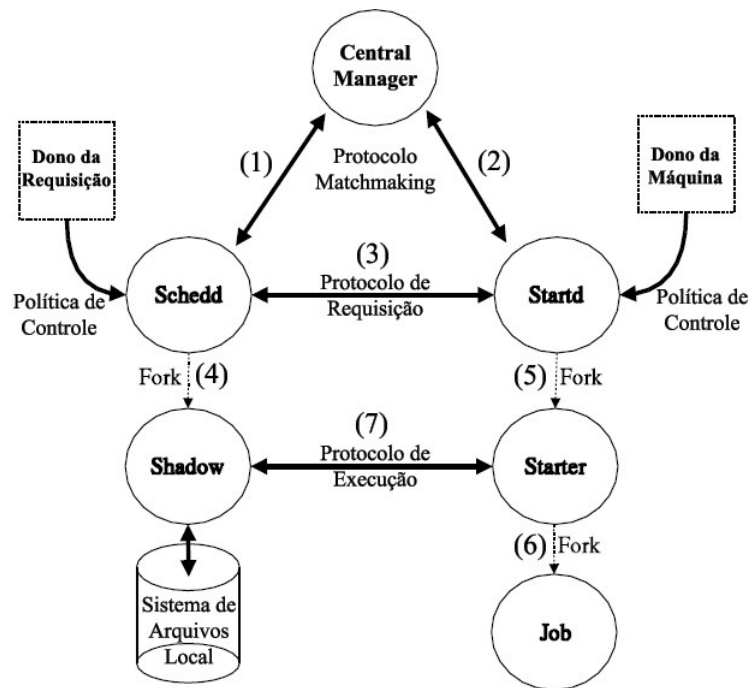 Central
Manager
Dono da
Requisição
(1)
Protocolo
Matchmaking
(2)
Dono da
Máquina
Política de
Controle
Schedd
(3)
Protocolo de
Requisição
Startd
Política de
Controle
Fork
(4)
(5)
Fork
Shadow
(7)
Protocolo de
Execução
Starter
(6)
Fork
Sistema de
Arquivos
Local
Job